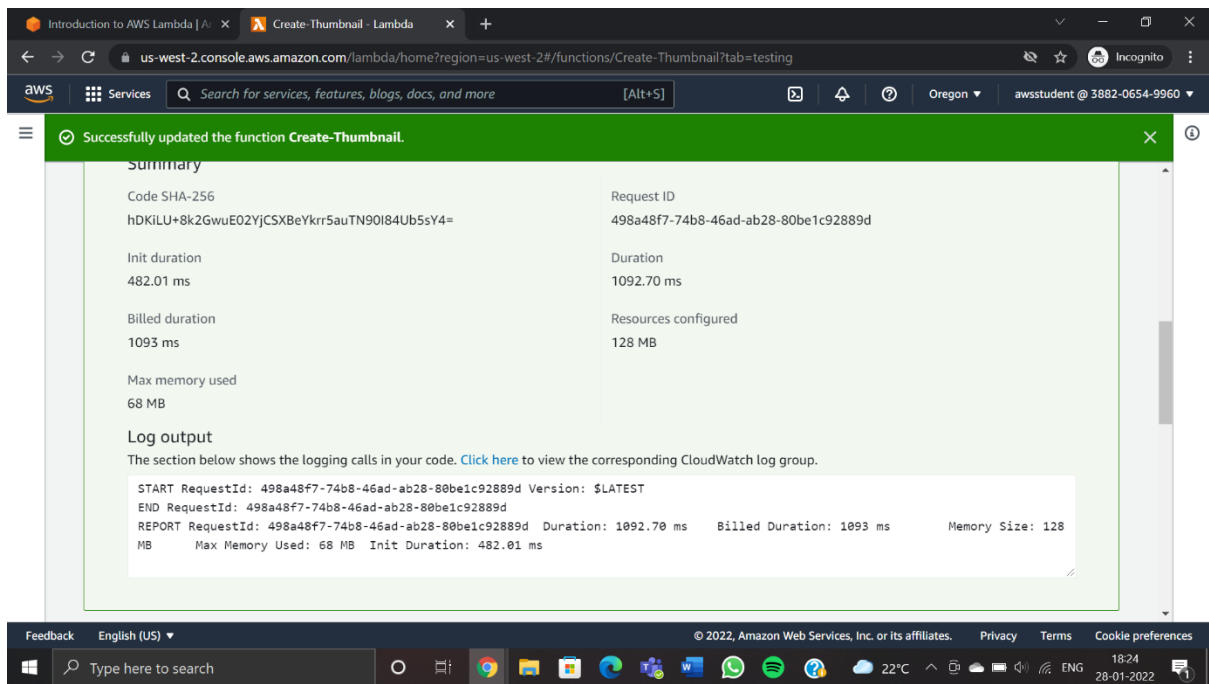 Introduction to AWS Lambda | A
Create-Thumbnail - Lambda
us-west-2.console.aws.amazon.com/lambda/home?region=us-west-2#/functions/Create-Thumbnail?tab=testing
Incognito
aws
Services
Search for services, features, blogs, docs, and more
[Alt+S]
Oregon ▼
awsstudent @ 3882-0654-9960 ▼
Successfully updated the function Create-Thumbnail.
Summary
Code SHA-256
hDKiLU+8k2GwuE02YjCSXBeYkrr5auTN90I84Ub5sY4=
Request ID
498a48f7-74b8-46ad-ab28-80be1c92889d
Init duration
482.01 ms
Duration
1092.70 ms
Billed duration
1093 ms
Resources configured
128 MB
Max memory used
68 MB
Log output
The section below shows the logging calls in your code. Click here to view the corresponding CloudWatch log group.
START RequestId: 498a48f7-74b8-46ad-ab28-80be1c92889d Version: $LATEST
END RequestId: 498a48f7-74b8-46ad-ab28-80be1c92889d
REPORT RequestId: 498a48f7-74b8-46ad-ab28-80be1c92889d Duration: 1092.70 ms Billed Duration: 1093 ms Memory Size: 128
MB Max Memory Used: 68 MB Init Duration: 482.01 ms
Feedback
English (US) ▼
© 2022, Amazon Web Services, Inc. or its affiliates.
Privacy
Terms
Cookie preferences
Type here to search
22°C
ENG
18:24
28-01-2022
1